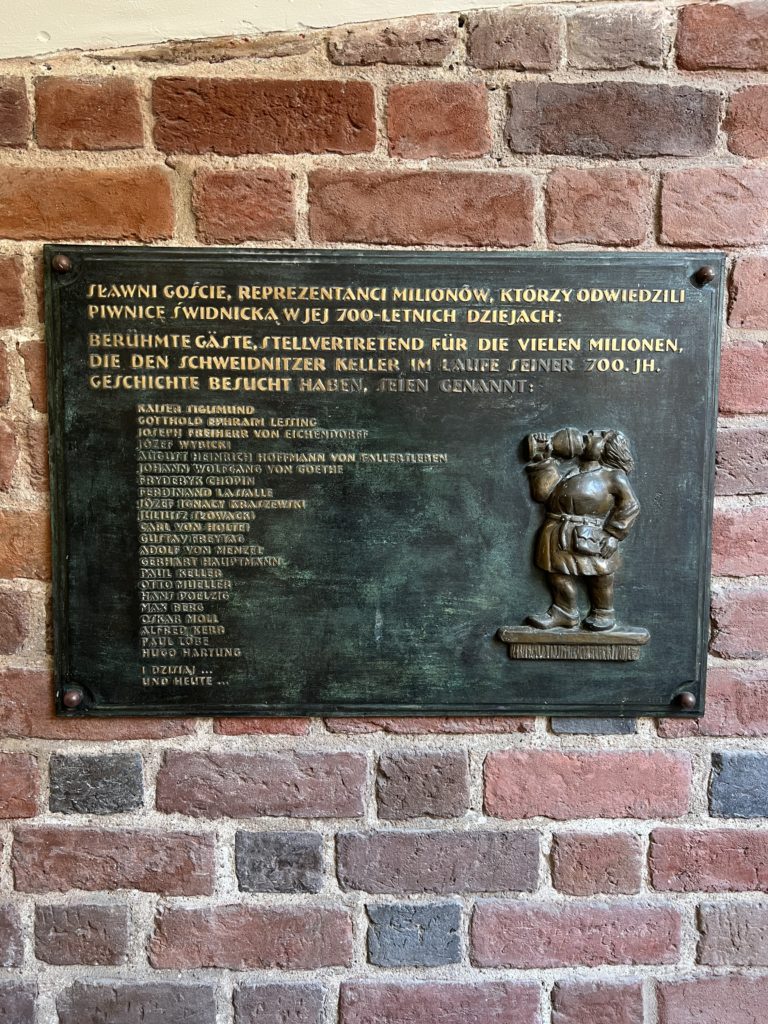 SŁAWNI GOŚCIE, REPREZENTANCI MILIONÓW, KTÓRZY ODWIEDZILI
PIWNICĘ ŚWIDNICKĄ W JEJ 700-LETNICH DZIEJACH:
BERÜHMTE GÄSTE, STELLVERTRETEND FÜR DIE VIELEN MILIONEN,
DIE DEN SCHWEIDNITZER KELLER IM LAUFE SEINER 700. JH.
GESCHICHTE BESUCHT HABEN, SEIEN GENANNT:
KAISER SIGISMUND
GOTTHOLD EPHRAIM LESSING
JOSEPH FREIHERR VON EICHENDORFF
JÓZEF WYBICKI
AUGUST HEINRICH HOFFMANN VON FALLERSLEBEN
JOHANN WOLFGANG VON GOETHE
FRYDERYK CHOPIN
FERDINAND LASSALLE
JÓZEF IGNACY KRASZEWSKI
JULIUSZ SŁOWACKI
CARL VON HOLTEI
GUSTAV FREYTAG
ADOLF VON MENZEL
GERHART HAUPTMANN
PAUL KELLER
OTTO MUELLER
HANS POELZIG
MAX BERG
OSKAR MOLL
ALFRED KERR
PAUL LÖBE
HUGO HARTUNG
I DZISIAJ ...
UND HEUTE ...